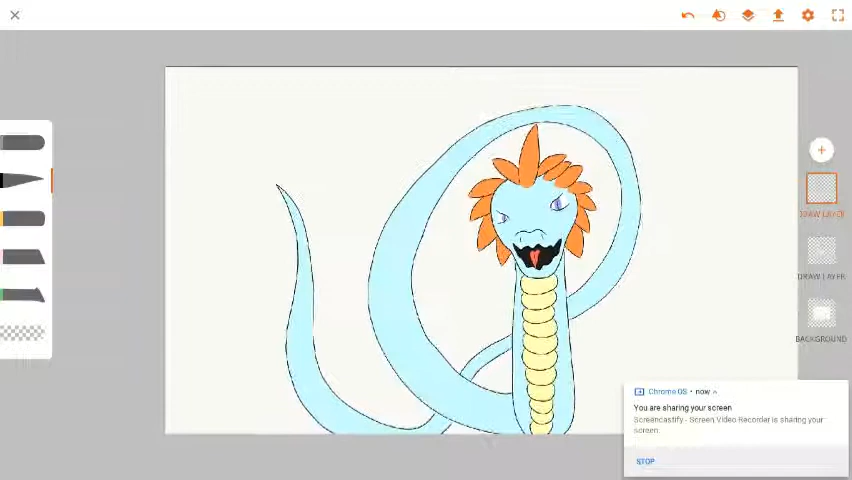 DRAW LAYER
DRAW LAYER
BACKGROUND
Chrome OS • now
You are sharing your screen
Screencastify - Screen Video Recorder is sharing your
screen.
STOP